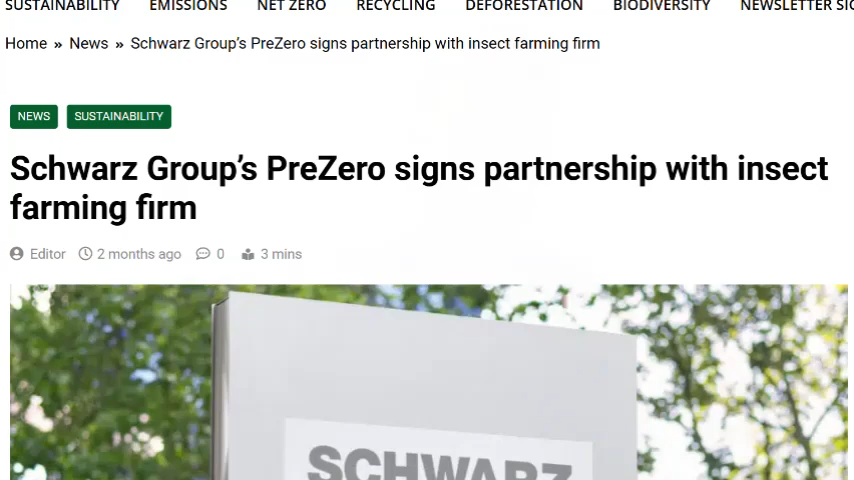 SUSTAINABILITY EMISSIONS NET ZERO RECYCLING DEFORESTATION BIODIVERSITY NEWSLETTER
Home » News » Schwarz Group's PreZero signs partnership with insect farming firm
NEWS SUSTAINABILITY
Schwarz Group's PreZero signs partnership with insect
farming firm
Editor 2 months ago 0 3 mins
SCHWARZ